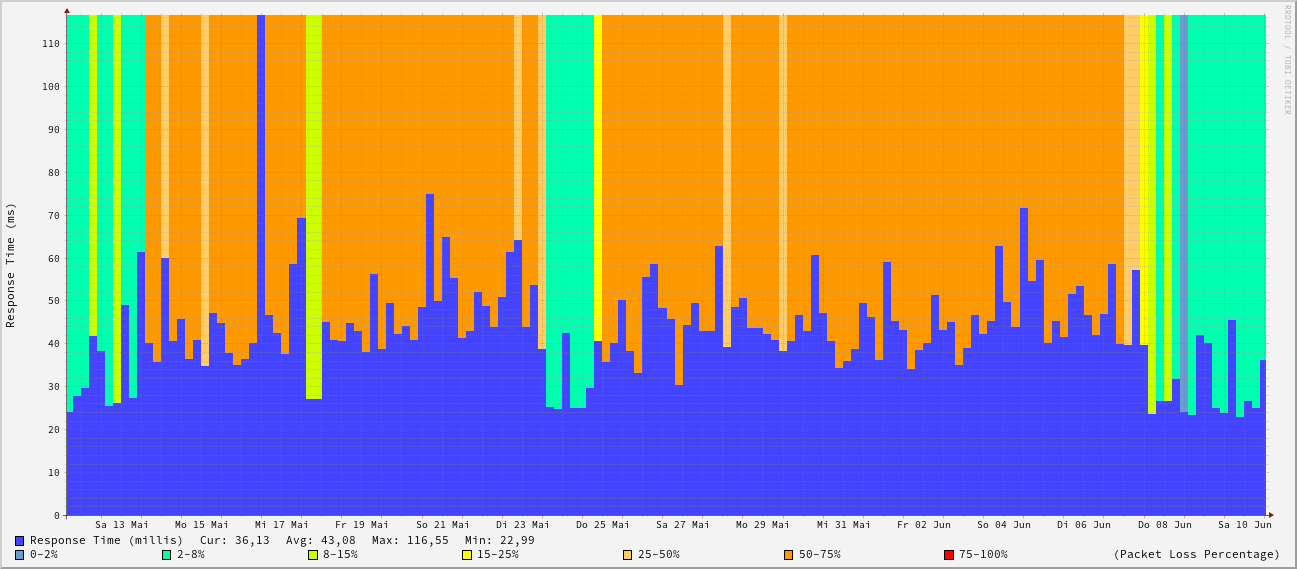 RRDTOOL / TOBI OETIKER
Response Time (ms)
110
100
90
80
70
60
50
40
30
20
10
0
Sa 13 Mai Mo 15 Mai Mi 17 Mai Fr 19 Mai So 21 Mai Di 23 Mai Do 25 Mai Sa 27 Mai Mo 29 Mai Mi 31 Mai Fr 02 Jun So 04 Jun Di 06 Jun Do 08 Jun Sa 10 Jun
Response Time (millis) Cur: 36,13 Avg: 43,08 Max: 116,55 Min: 22,99
0-2% 2-8% 8-15% 15-25% 25-50% 50-75% 75-100% (Packet Loss Percentage)